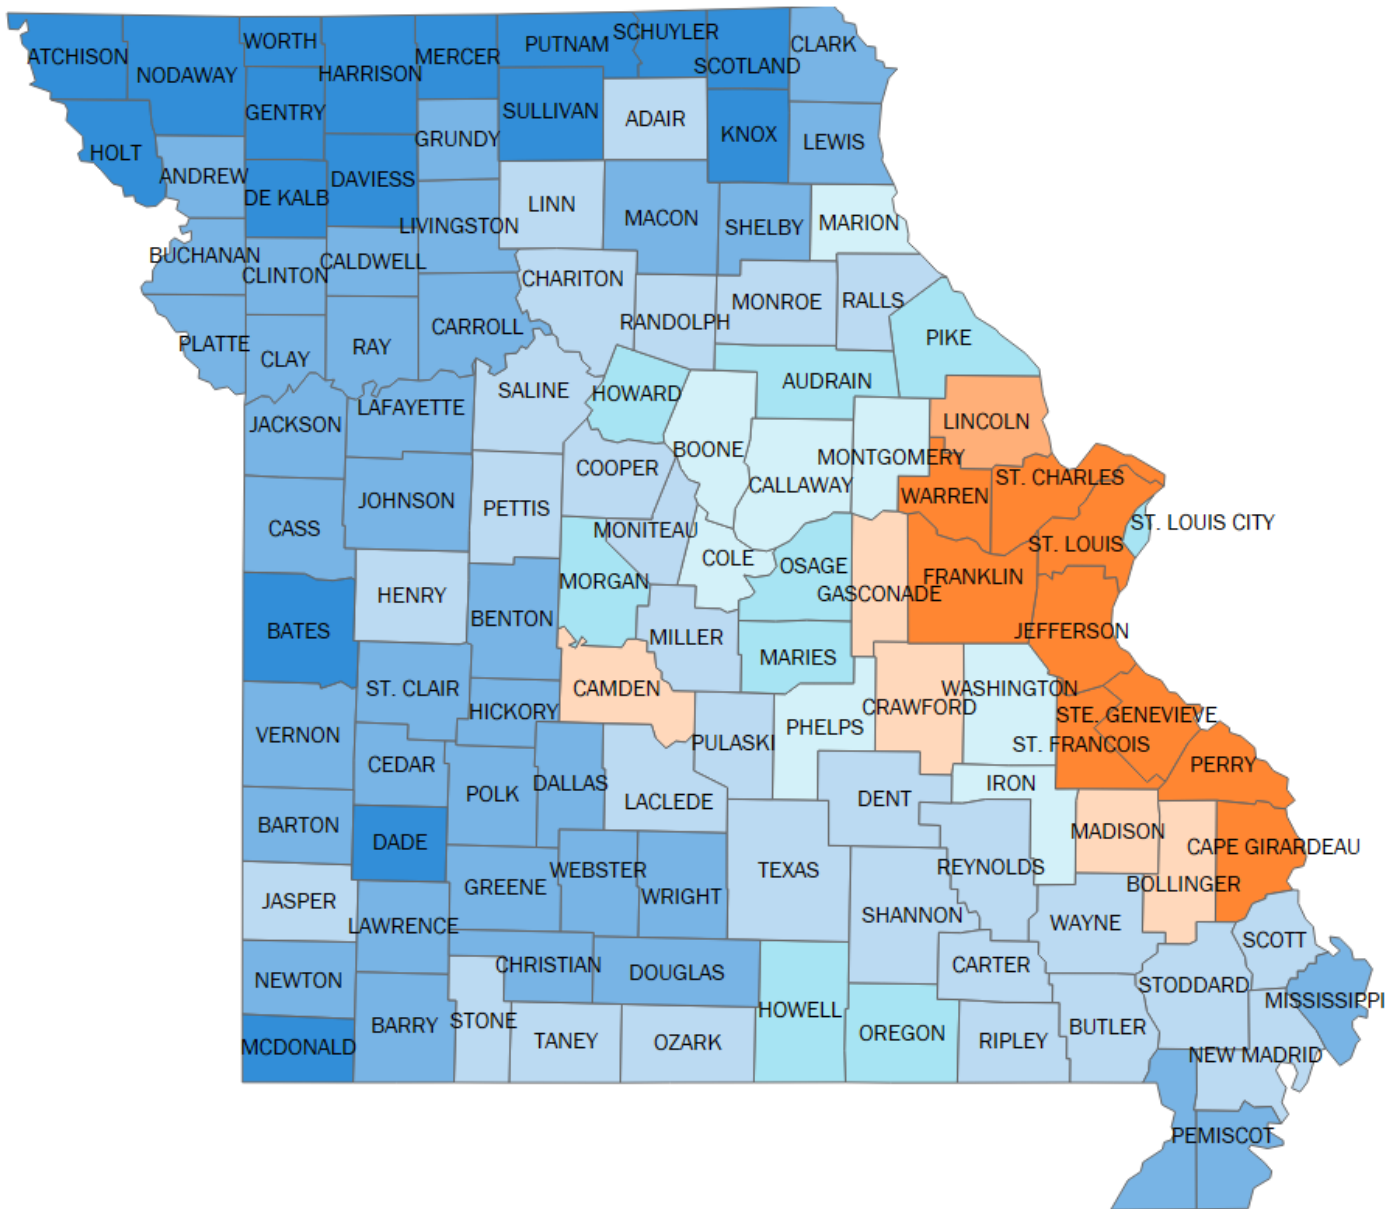 ATCHISON
NODAWAY
WORTH
HARRISON
MERCER
PUTNAM
SCHUYLER
SCOTLAND
CLARK
HOLT
GENTRY
GRUNDY
SULLIVAN
ADAIR
KNOX
LEWIS
ANDREW
DE KALB
DAVIESS
LIVINGSTON
LINN
MACON
SHELBY
MARION
BUCHANAN
CLINTON
CALDWELL
CHARITON
RANDOLPH
MONROE
RALLS
PIKE
PLATTE
CLAY
RAY
CARROLL
SALINE
HOWARD
AUDRAIN
LINCOLN
JACKSON
LAFAYETTE
COOPER
BOONE
CALLAWAY
MONTGOMERY
WARREN
ST. CHARLES
ST. LOUIS CITY
ST. LOUIS
CASS
JOHNSON
PETTIS
MONITEAU
COLE
OSAGE
GASCONADE
FRANKLIN
JEFFERSON
BATES
HENRY
BENTON
MORGAN
MILLER
MARIES
CAMDEN
PHELPS
CRAWFORD
WASHINGTON
STE. GENEVIEVE
ST. FRANCOIS
PERRY
VERNON
ST. CLAIR
HICKORY
CEDAR
POLK
DALLAS
LACLEDE
PULASKI
DENT
IRON
MADISON
CAPE GIRARDEAU
BOLLINGER
BARTON
DADE
GREENE
WEBSTER
WRIGHT
TEXAS
REYNOLDS
SHANNON
WAYNE
JASPER
LAWRENCE
CHRISTIAN
DOUGLAS
HOWELL
CARTER
STODDARD
SCOTT
MISSISSIPPI
NEWTON
MCDONALD
BARRY
STONE
TANEY
OZARK
OREGON
RIPLEY
BUTLER
NEW MADRID
PEMISCOT